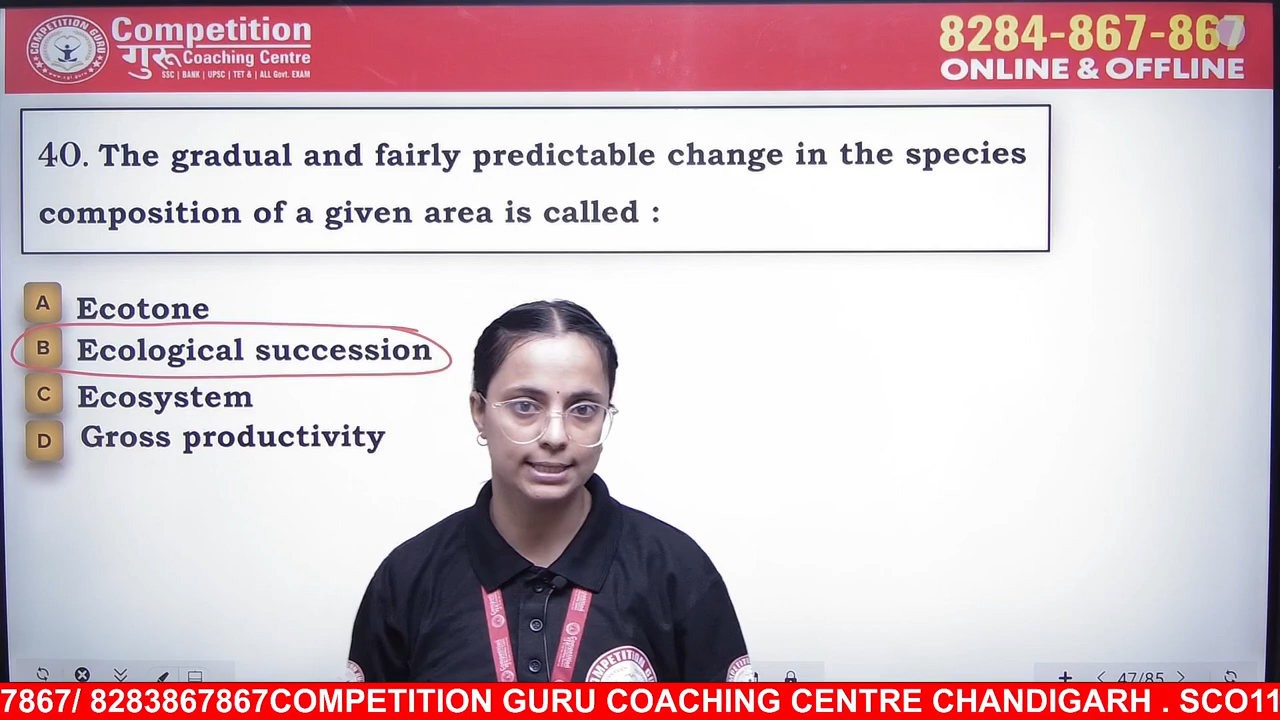 COMPETITION GURU
Competition
गुरू Coaching Centre
SSC | BANK | UPSC | TET & | ALL Govt. EXAM
8284-867-867
ONLINE & OFFLINE
40. The gradual and fairly predictable change in the species
composition of a given area is called :
A Ecotone
B Ecological succession
C Ecosystem
D Gross productivity
47/85
7867/ 8283867867COMPETITION GURU COACHING CENTRE CHANDIGARH . SCO11